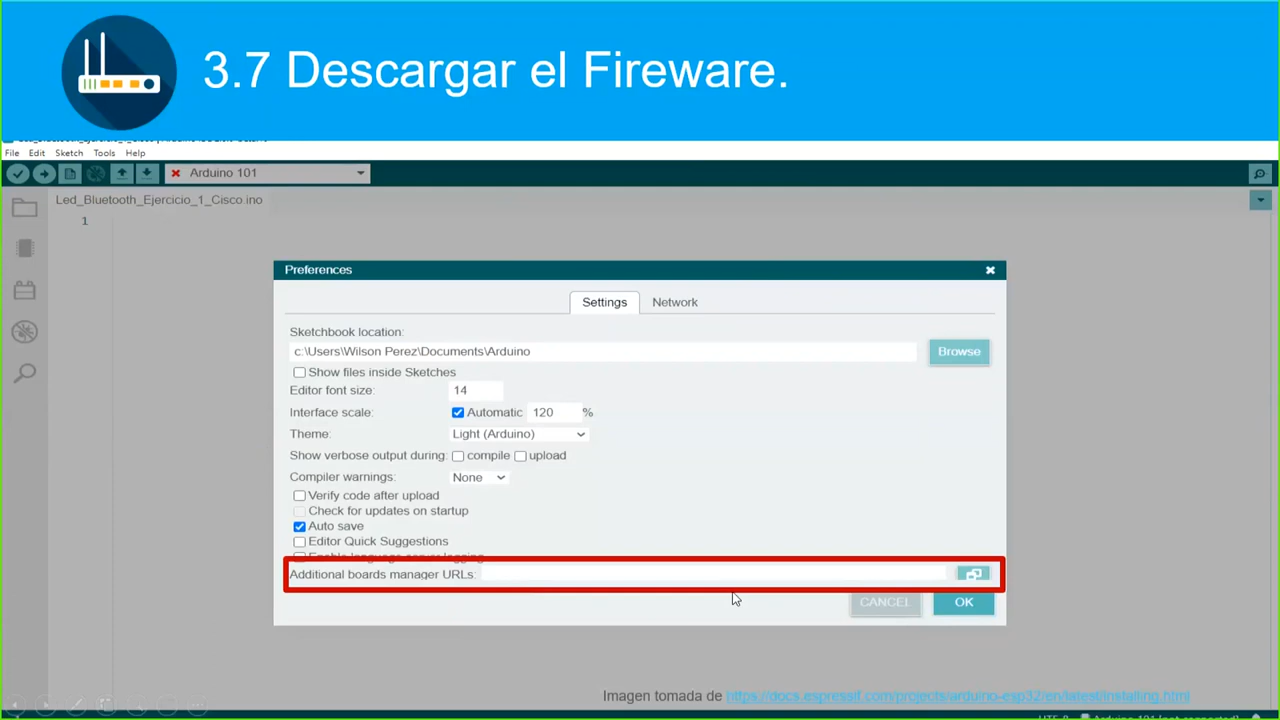 3.7 Descargar el Fireware.
File Edit Sketch Tools Help
Arduino 101
Led_Bluetooth_Ejercicio_1_Cisco.ino
1
Preferences
Settings Network
Sketchbook location:
c:\Users\Wilson Perez\Documents\Arduino
Browse
Show files inside Sketches
Editor font size: 14
Interface scale: Automatic 120 %
Theme: Light (Arduino)
Show verbose output during: compile upload
Compiler warnings: None
Verify code after upload
Check for updates on startup
Auto save
Editor Quick Suggestions
Enable language server logging
Additional boards manager URLs:
CANCEL OK
Imagen tomada de https://docs.espressif.com/projects/arduino-esp32/en/latest/installing.html